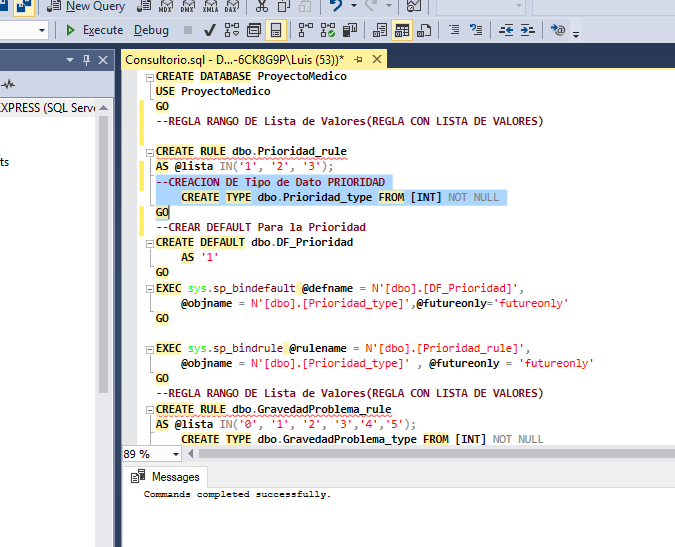 New Query
MDX DMX XMLA DAX
Execute Debug
EXPRESS (SQL Serve
ts
Consultorio.sql - D...-6CK8G9P\Luis (53))*
CREATE DATABASE ProyectoMedico
USE ProyectoMedico
GO
--REGLA RANGO DE Lista de Valores(REGLA CON LISTA DE VALORES)
CREATE RULE dbo.Prioridad_rule
AS @lista IN('1', '2', '3');
--CREACION DE Tipo de Dato PRIORIDAD
CREATE TYPE dbo.Prioridad_type FROM [INT] NOT NULL
GO
--CREAR DEFAULT Para la Prioridad
CREATE DEFAULT dbo.DF_Prioridad
AS '1'
GO
EXEC sys.sp_bindefault @defname = N'[dbo].[DF_Prioridad]',
@objname = N'[dbo].[Prioridad_type]',@futureonly='futureonly'
GO
EXEC sys.sp_bindrule @rulename = N'[dbo].[Prioridad_rule]',
@objname = N'[dbo].[Prioridad_type]' , @futureonly = 'futureonly'
GO
--REGLA RANGO DE Lista de Valores(REGLA CON LISTA DE VALORES)
CREATE RULE dbo.GravedadProblema_rule
AS @lista IN('0', '1', '2', '3','4','5');
CREATE TYPE dbo.GravedadProblema_type FROM [INT] NOT NULL
89 %
Messages
Commands completed successfully.